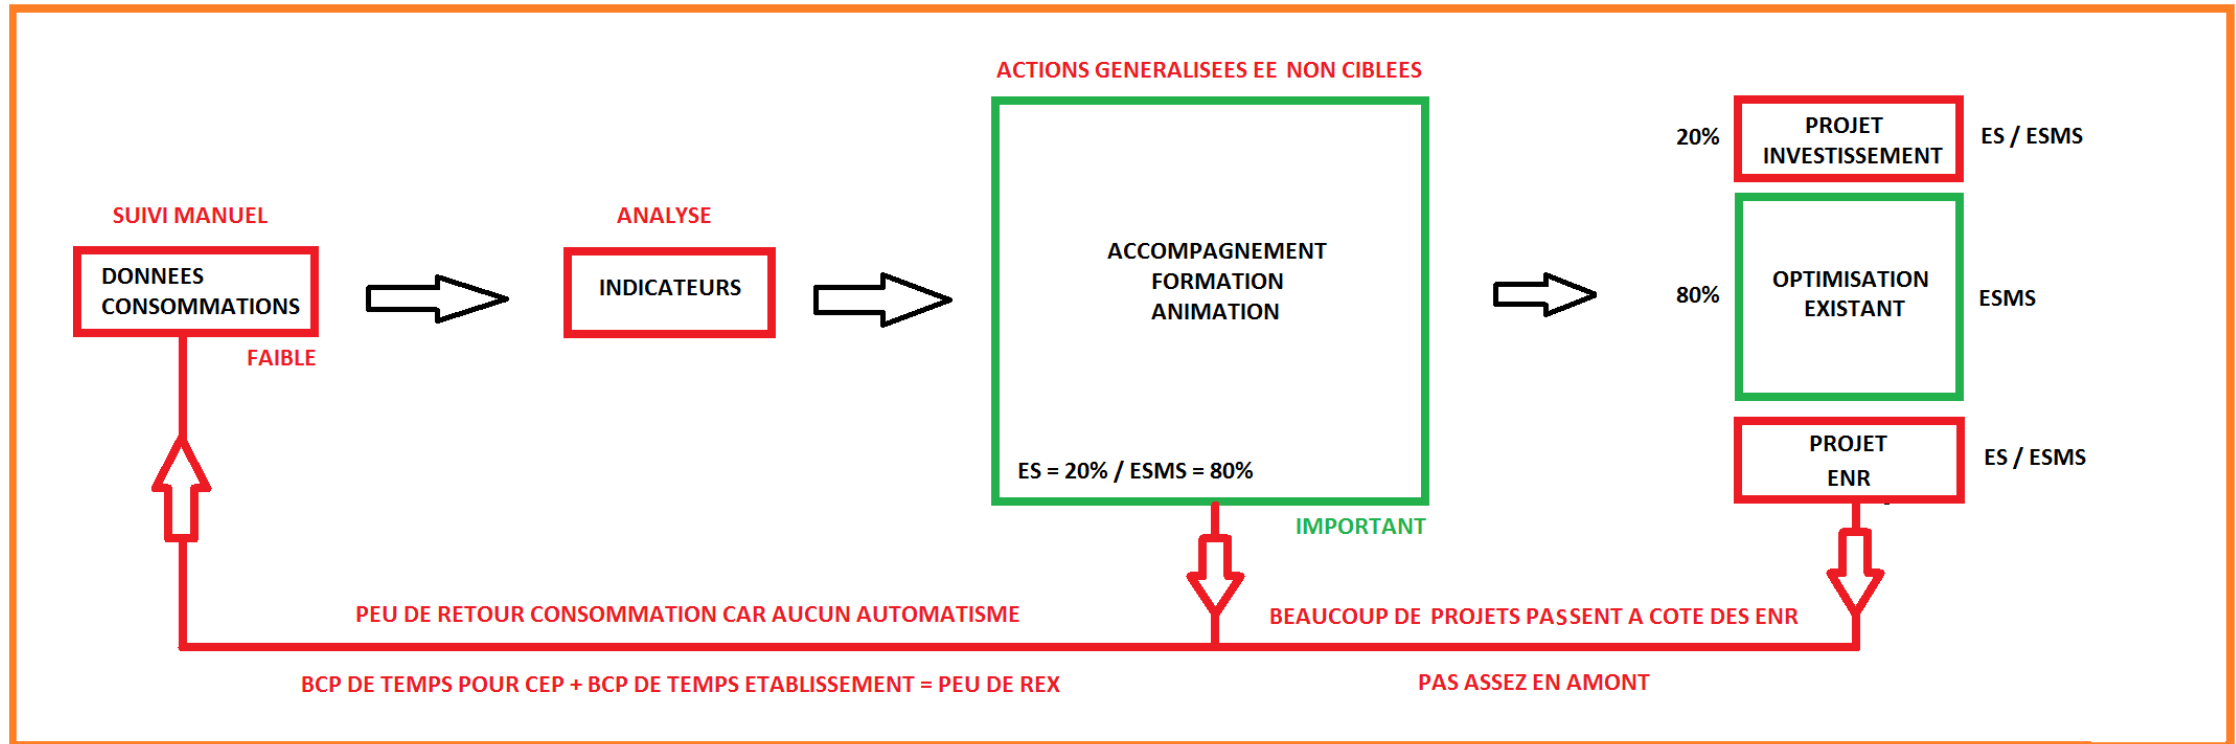 ACTIONS GENERALISEES EE NON CIBLEES
SUIVI MANUEL
DONNEES
CONSOMMATIONS
FAIBLE
ANALYSE
INDICATEURS
ACCOMPAGNEMENT
FORMATION
ANIMATION
ES = 20% / ESMS = 80%
IMPORTANT
20%
PROJET
INVESTISSEMENT
ES / ESMS
80%
OPTIMISATION
EXISTANT
ESMS
PROJET
ENR
ES / ESMS
PEU DE RETOUR CONSOMMATION CAR AUCUN AUTOMATISME
BEAUCOUP DE PROJETS PASSENT A COTE DES ENR
BCP DE TEMPS POUR CEP + BCP DE TEMPS ETABLISSEMENT = PEU DE REX
PAS ASSEZ EN AMONT